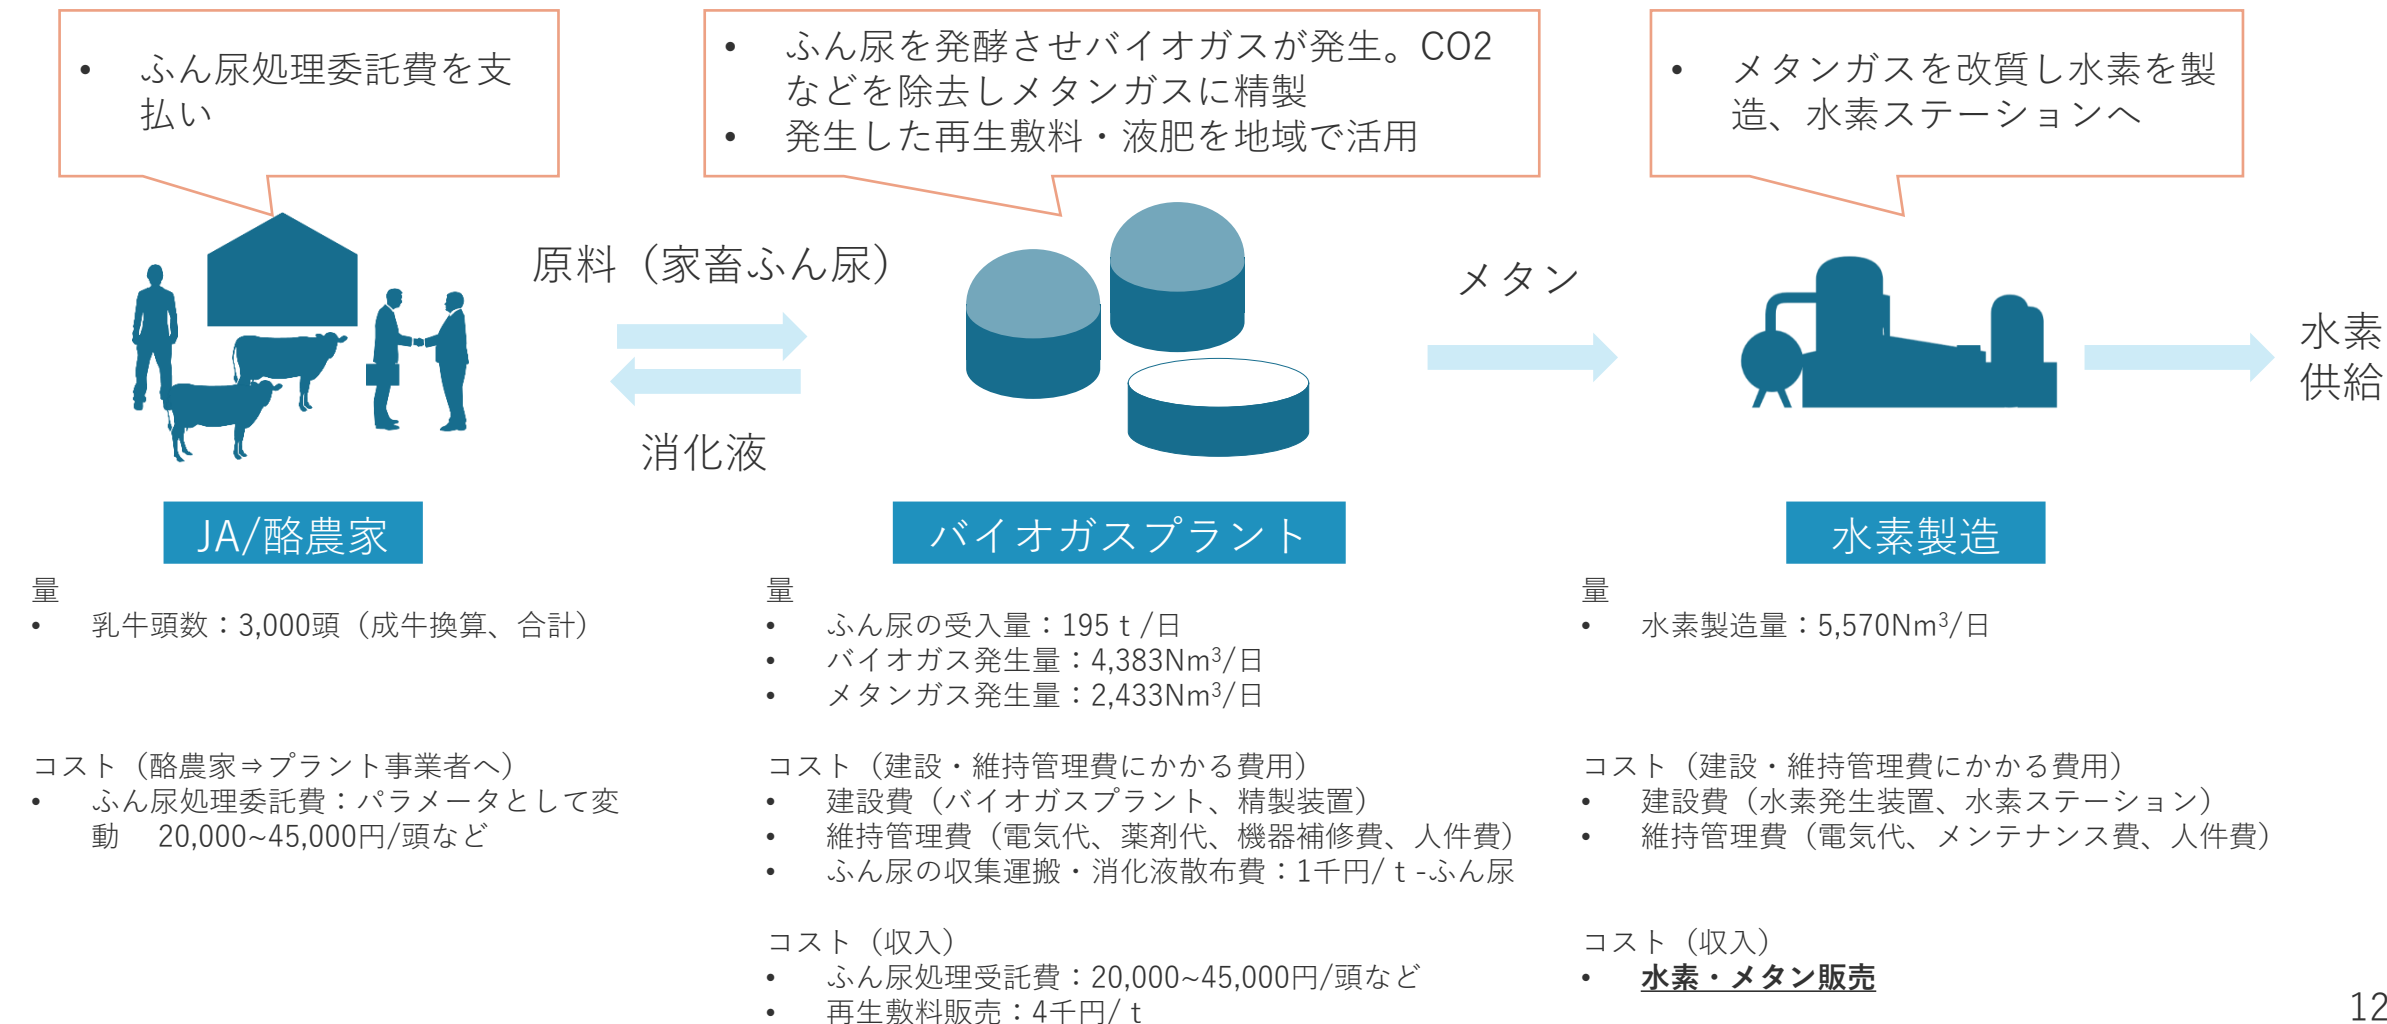 • ふん尿処理委託費を支
払い
• ふん尿を発酵させバイオガスが発生。CO2
などを除去しメタンガスに精製
• 発生した再生敷料・液肥を地域で活用
• メタンガスを改質し水素を製
造、水素ステーションへ
原料（家畜ふん尿）
消化液
メタン
水素
供給
JA/酪農家
バイオガスプラント
水素製造
量
• 乳牛頭数：3,000頭（成牛換算、合計）
コスト（酪農家⇒プラント事業者へ）
• ふん尿処理委託費：パラメータとして変
動　20,000~45,000円/頭など
量
• ふん尿の受入量：195ｔ/日
• バイオガス発生量：4,383Nm³/日
• メタンガス発生量：2,433Nm³/日
コスト（建設・維持管理費にかかる費用）
• 建設費（バイオガスプラント、精製装置）
• 維持管理費（電気代、薬剤代、機器補修費、人件費）
• ふん尿の収集運搬・消化液散布費：1千円/ｔ-ふん尿
コスト（収入）
• ふん尿処理受託費：20,000~45,000円/頭など
• 再生敷料販売：4千円/ｔ
量
• 水素製造量：5,570Nm³/日
コスト（建設・維持管理費にかかる費用）
• 建設費（水素発生装置、水素ステーション）
• 維持管理費（電気代、メンテナンス費、人件費）
コスト（収入）
• 水素・メタン販売
12